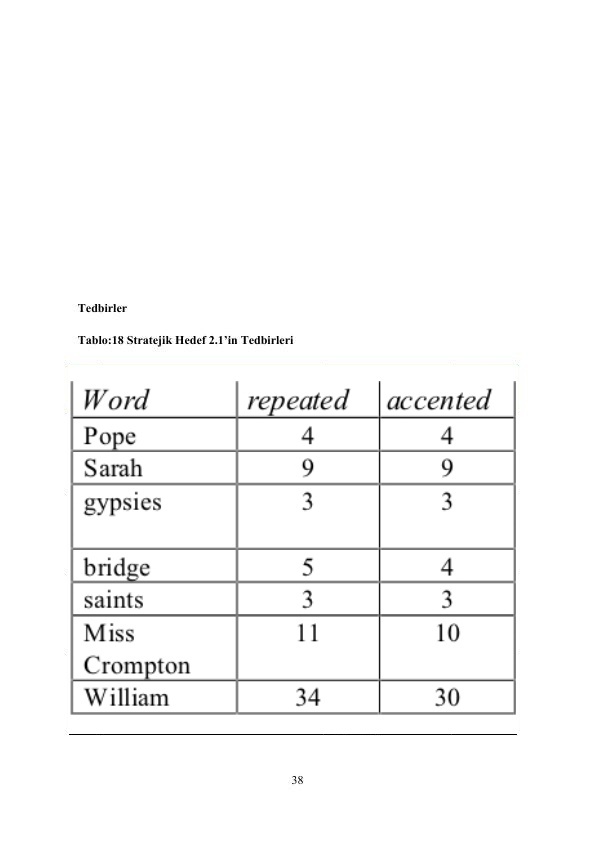 Tedbirler
Tablo:18 Stratejik Hedef 2.1’in Tedbirleri
Word repeated accented
Pope 4 4
Sarah 9 9
gypsies 3 3
bridge 5 4
saints 3 3
Miss 11 10
Crompton
William 34 30
38